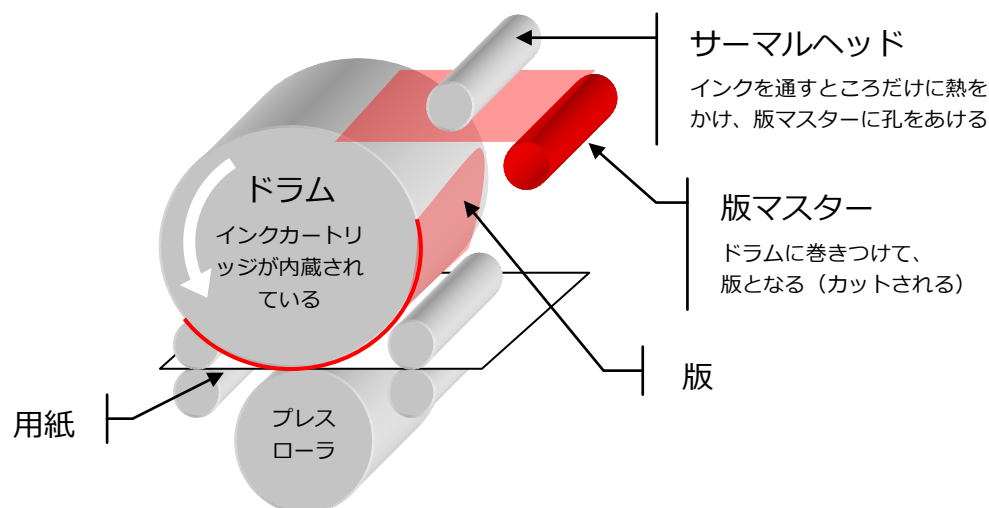 サーマルヘッド
インクを通すところだけに熱を
かけ、版マスターに孔をあける
ドラム
インクカートリ
ッジが内蔵され
ている
版マスター
ドラムに巻きつけて、
版となる（カットされる）
版
用紙
プレス
ローラ